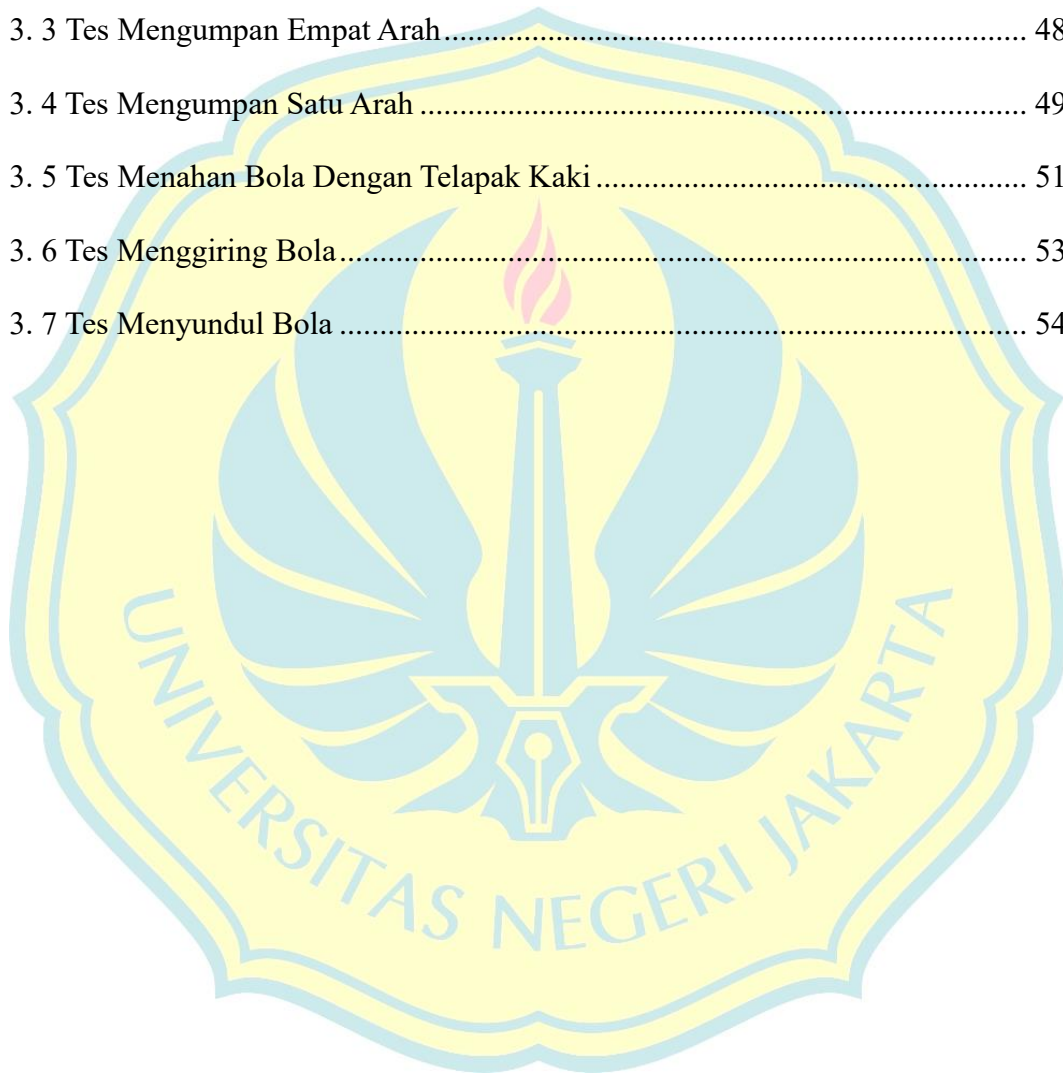 3. 3 Tes Mengumpan Empat Arah........................................................................ 48
3. 4 Tes Mengumpan Satu Arah ........................................................................... 49
3. 5 Tes Menahan Bola Dengan Telapak Kaki ..................................................... 51
3. 6 Tes Menggiring Bola..................................................................................... 53
3. 7 Tes Menyundul Bola ..................................................................................... 54
UNIVERSITAS NEGERI JAKARTA